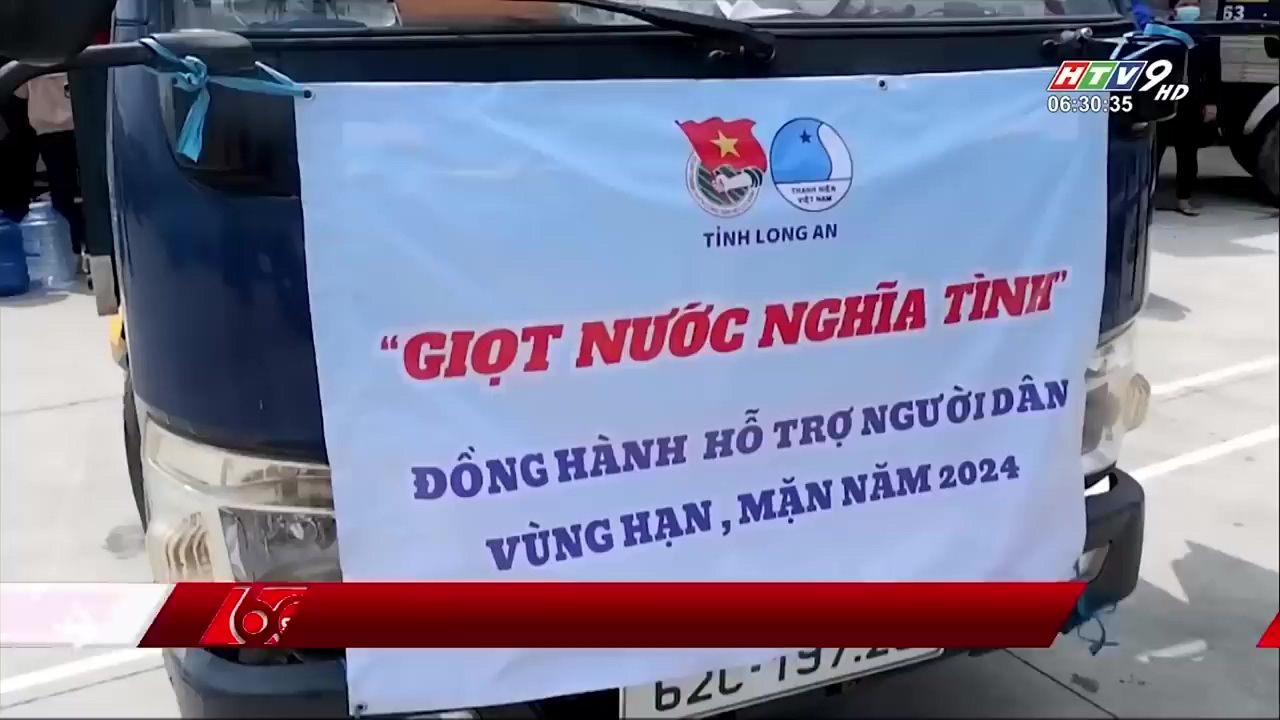 63
HTV9 HD
06:30:35
THANH NIÊN
VIỆT NAM
TỈNH LONG AN
“GIỌT NƯỚC NGHĨA TÌNH”
ĐỒNG HÀNH HỖ TRỢ NGƯỜI DÂN
VÙNG HẠN , MẶN NĂM 2024